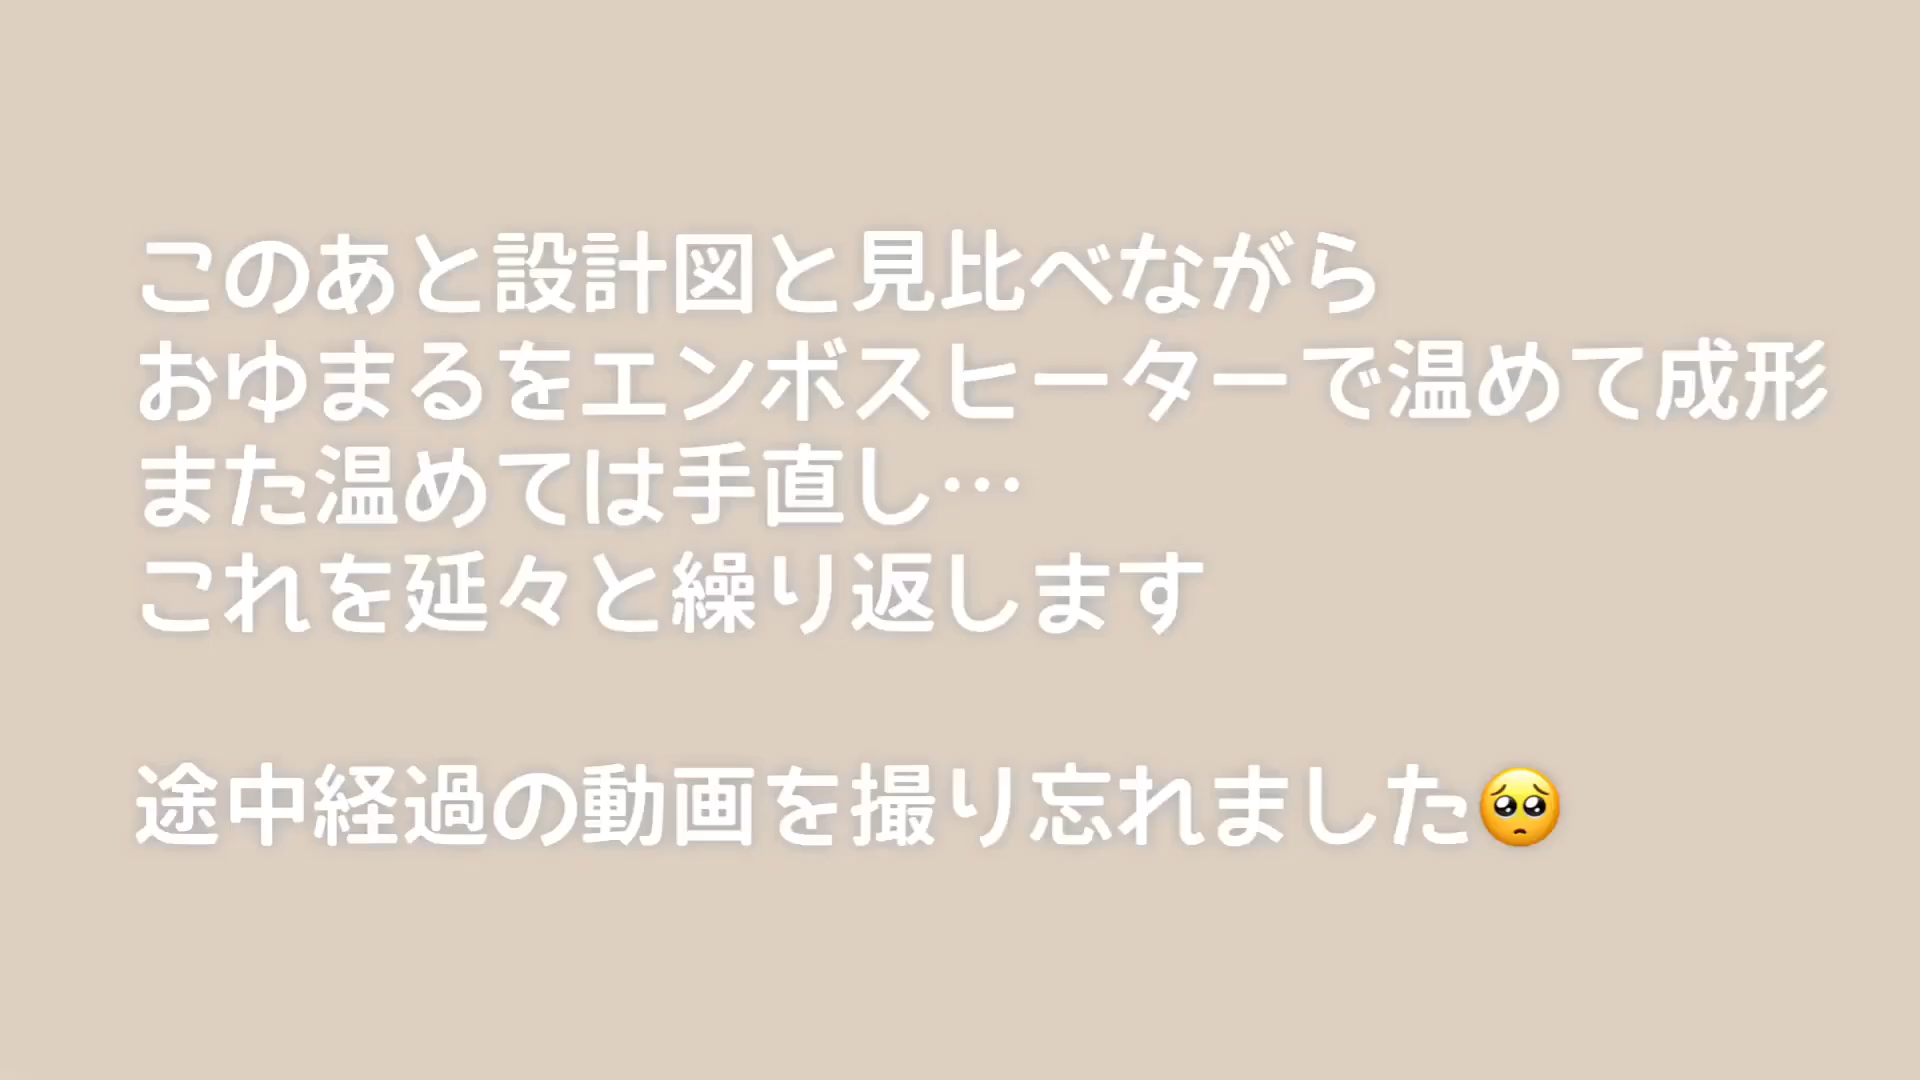 このあと設計図と見比べながら
おゆまるをエンボスヒーターで温めて成形
また温めては手直し…
これを延々と繰り返します
途中経過の動画を撮り忘れました🥺